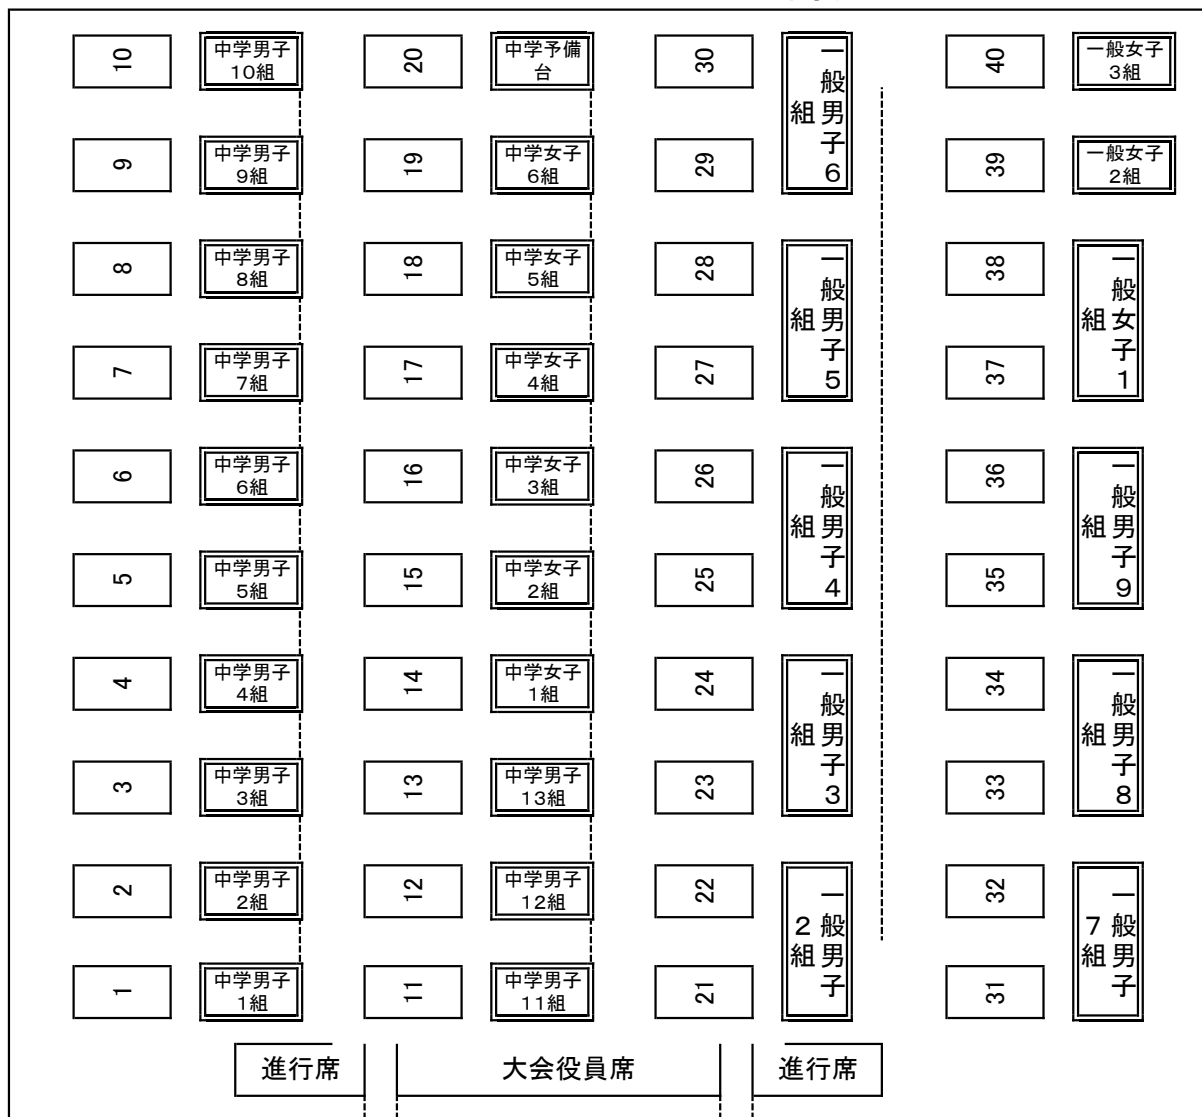 10 中学男子
10組
20 中学予備
台
30 一般男子6
組
40 一般女子
3組
9 中学男子
9組
19 中学女子
6組
29
39 一般女子
2組
8 中学男子
8組
18 中学女子
5組
28 一般男子5
組
38 一般女子1
組
7 中学男子
7組
17 中学女子
4組
27
37
6 中学男子
6組
16 中学女子
3組
26 一般男子4
組
36 一般男子9
組
5 中学男子
5組
15 中学女子
2組
25
35
4 中学男子
4組
14 中学女子
1組
24 一般男子3
組
34 一般男子8
組
3 中学男子
3組
13 中学男子
13組
23
33
2 中学男子
2組
12 中学男子
12組
22 一般男子
2組
32 一般男子
7組
1 中学男子
1組
11 中学男子
11組
21
31
進行席 大会役員席 進行席